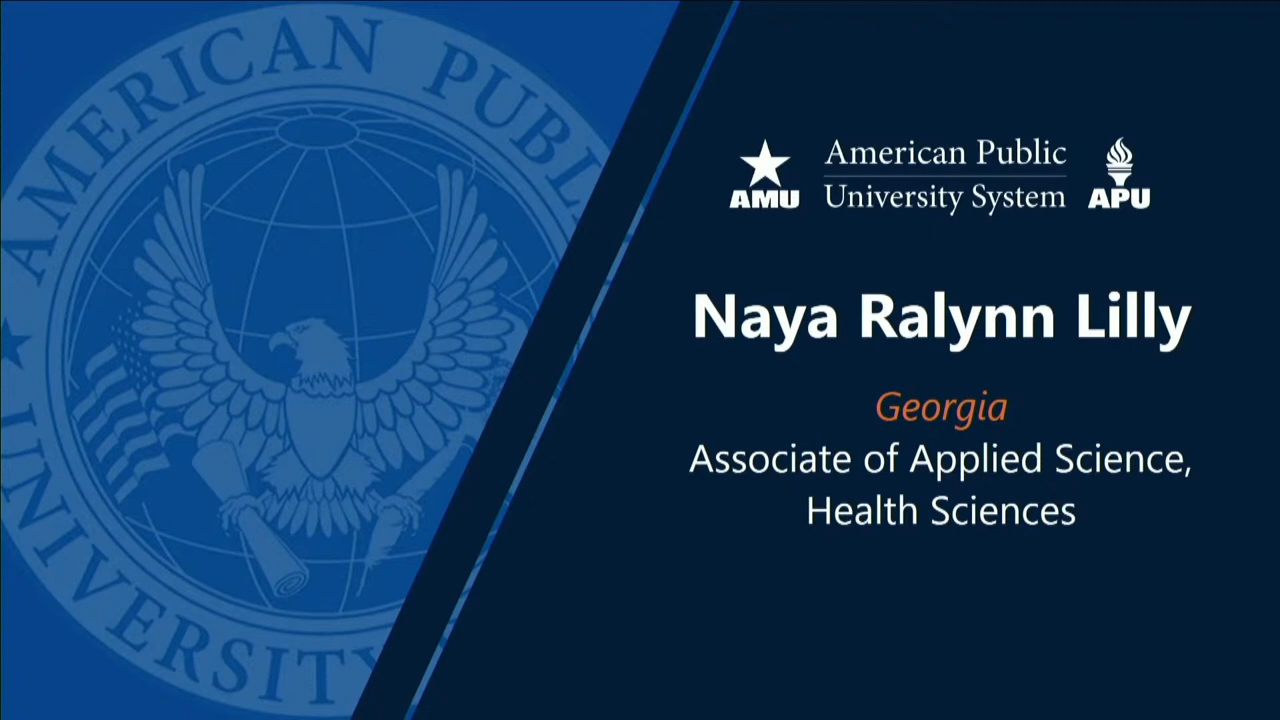 AMERICAN PUBLI
UNIVERSITY
AMU
American Public
University System
APU
Naya Ralynn Lilly
Georgia
Associate of Applied Science,
Health Sciences